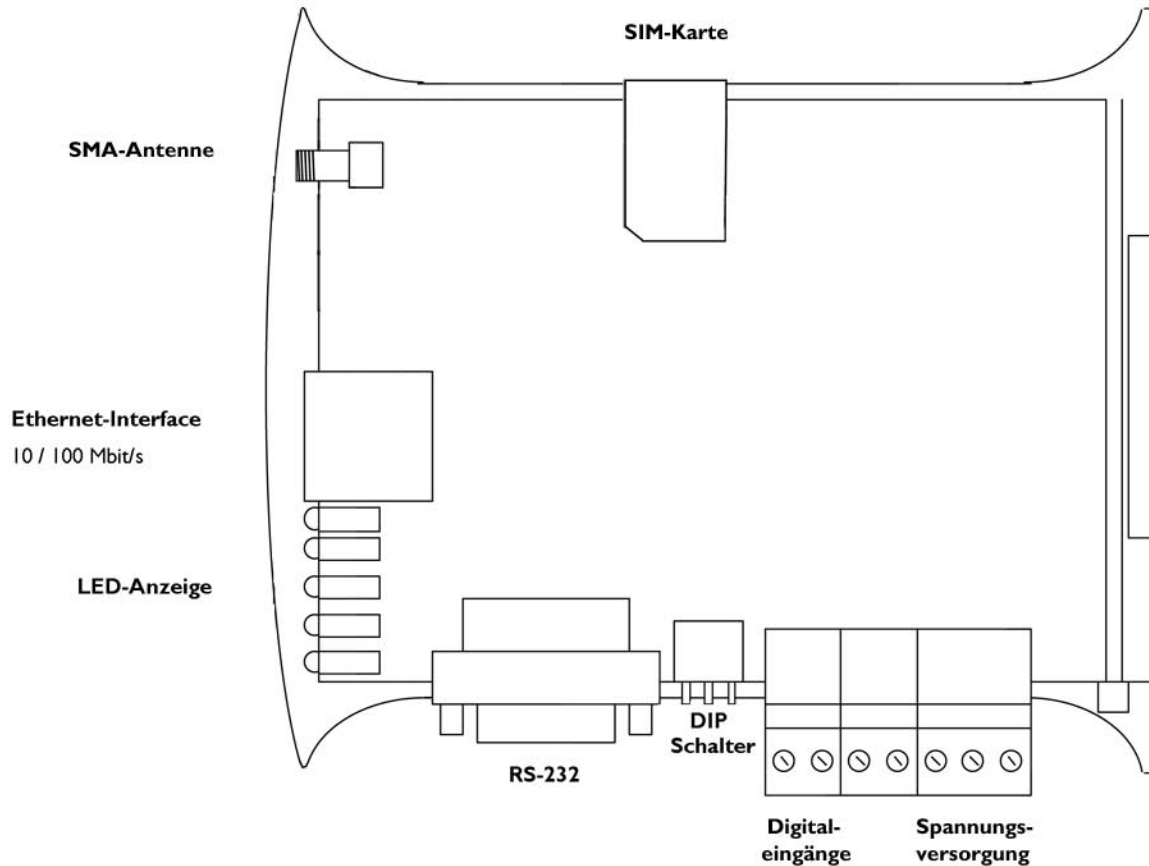 SIM-Karte
SMA-Antenne
Ethernet-Interface
10 / 100 Mbit/s
LED-Anzeige
DIP
Schalter
RS-232
Digital-
eingänge
Spannungs-
versorgung